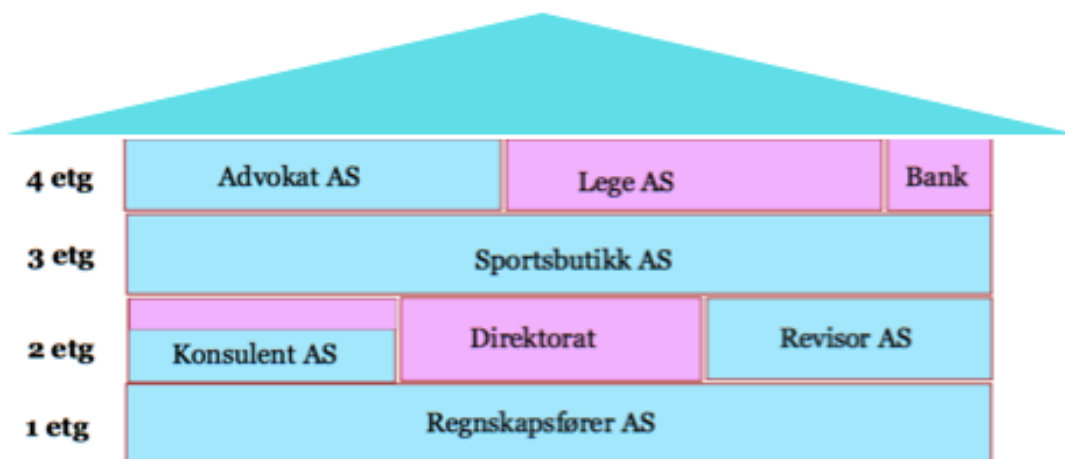 4 etg Advokat AS Lege AS Bank
3 etg Sportsbutikk AS
2 etg Konsulent AS Direktorat Revisor AS
1 etg Regnskapsfører AS